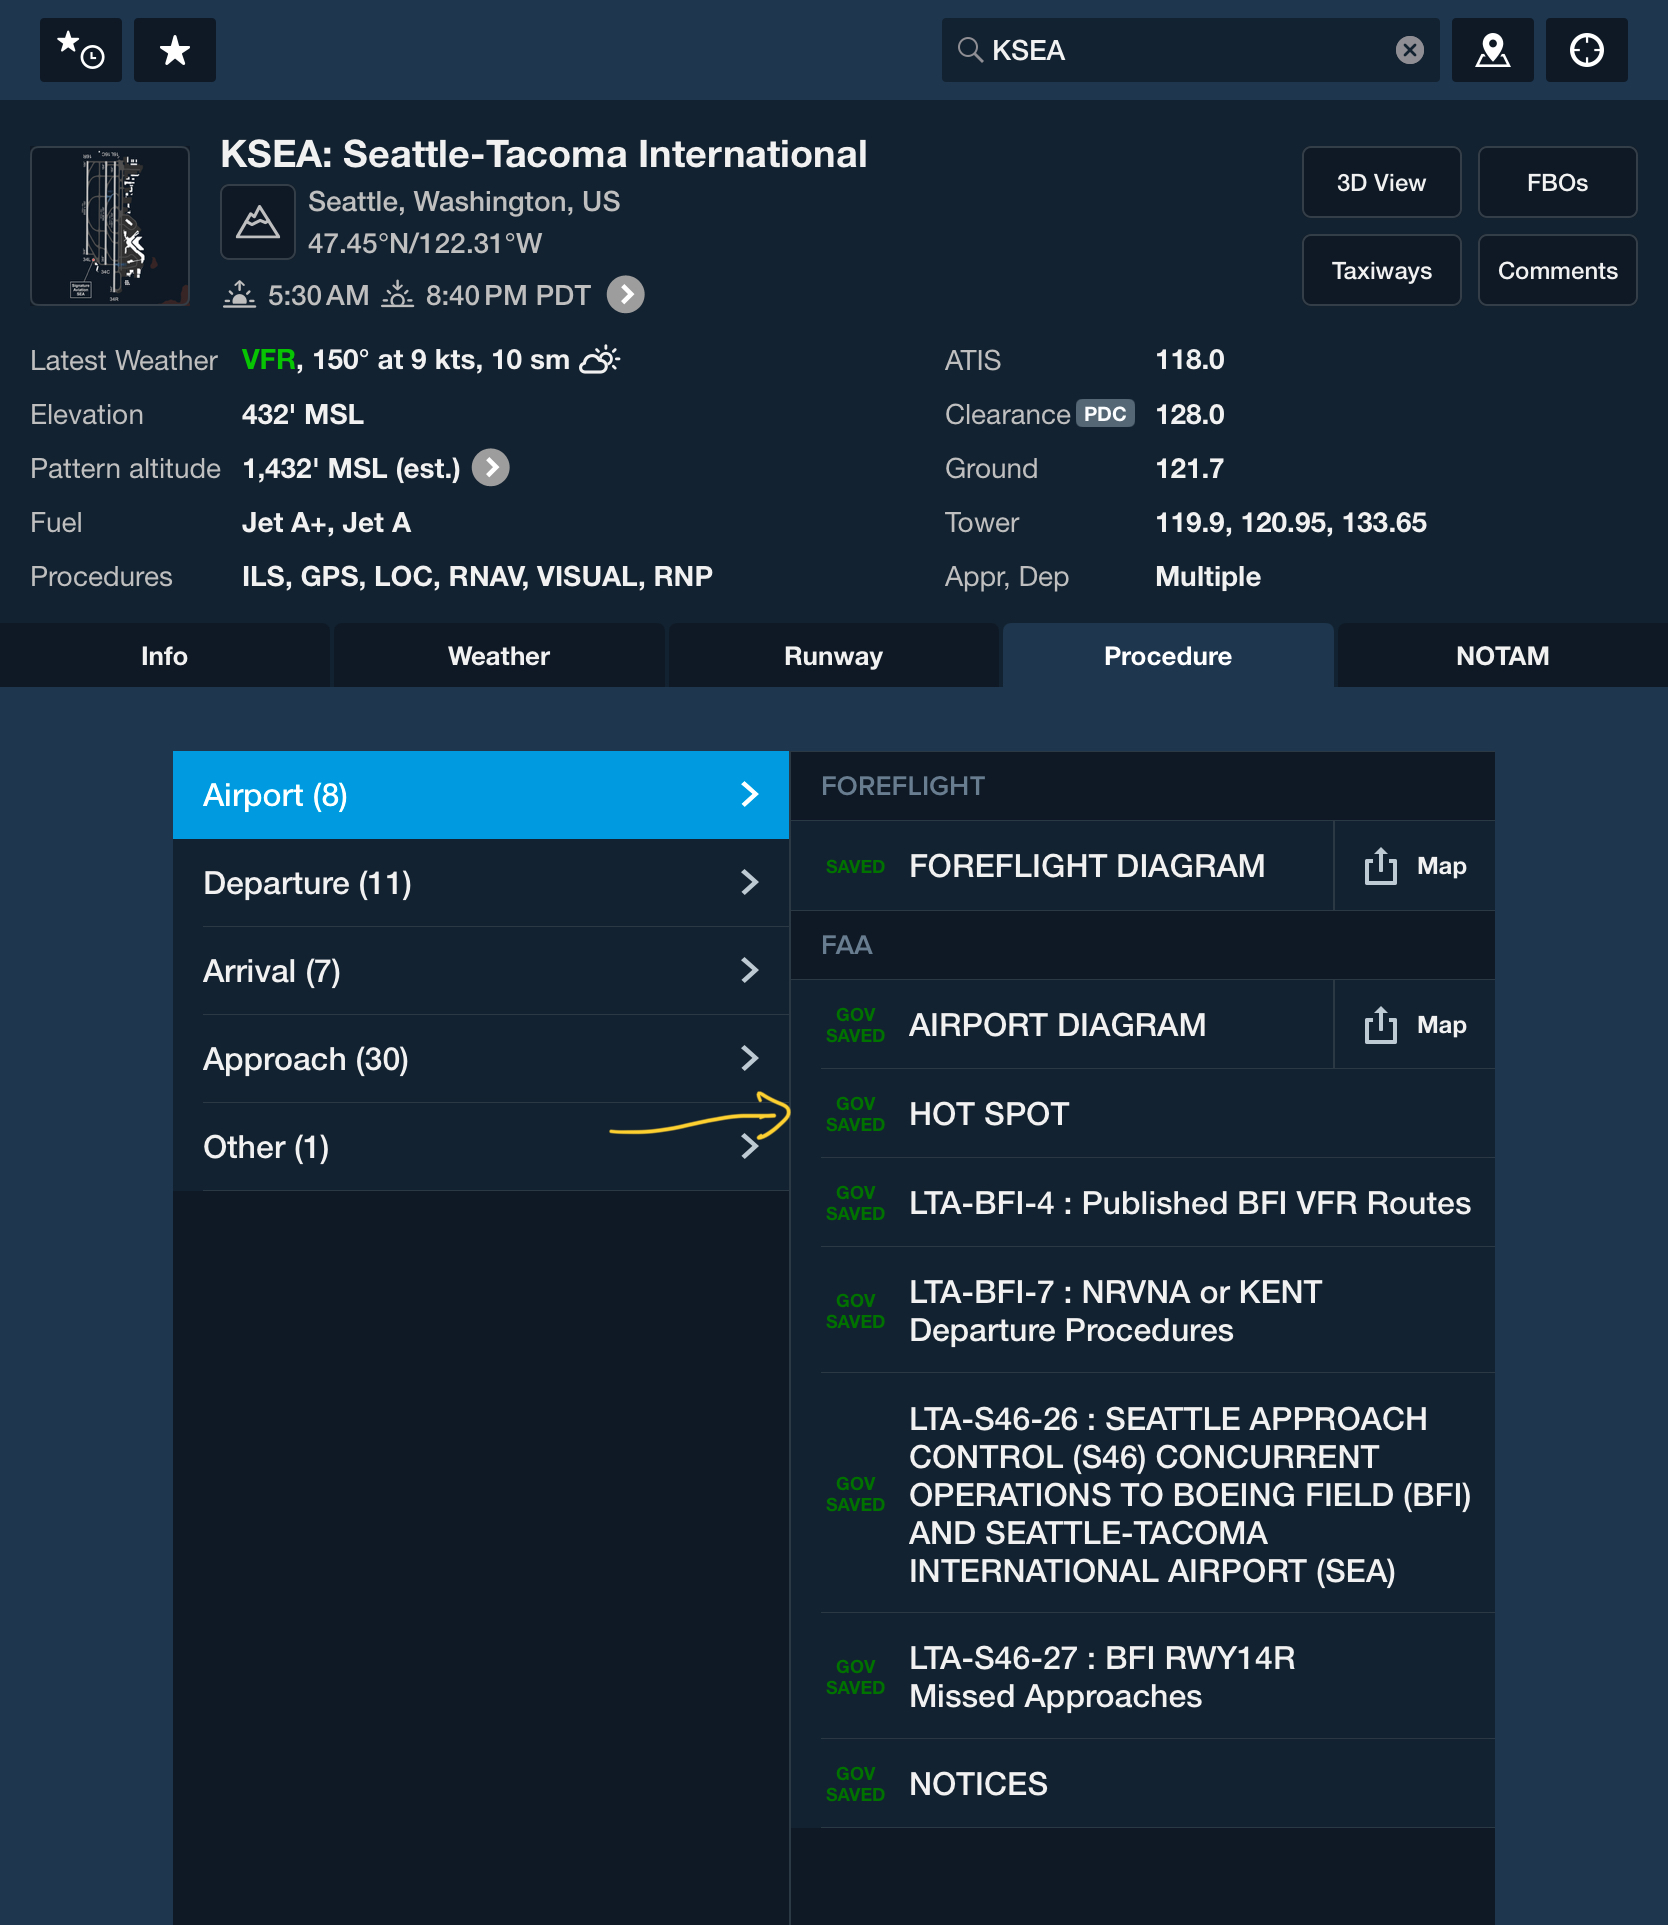 KSEA
KSEA: Seattle-Tacoma International
Seattle, Washington, US
47.45°N/122.31°W
5:30AM 8:40PM PDT
3D View
FBOs
Taxiways
Comments
Latest Weather VFR, 150° at 9 kts, 10 sm
Elevation 432' MSL
Pattern altitude 1,432' MSL (est.)
Fuel Jet A+, Jet A
Procedures ILS, GPS, LOC, RNAV, VISUAL, RNP
ATIS 118.0
Clearance PDC 128.0
Ground 121.7
Tower 119.9, 120.95, 133.65
Appr, Dep Multiple
Info Weather Runway Procedure NOTAM
Airport (8)
Departure (11)
Arrival (7)
Approach (30)
Other (1)
FOREFLIGHT
SAVED FOREFLIGHT DIAGRAM Map
FAA
GOV SAVED AIRPORT DIAGRAM Map
GOV SAVED HOT SPOT
GOV SAVED LTA-BFI-4 : Published BFI VFR Routes
GOV SAVED LTA-BFI-7 : NRVNA or KENT
Departure Procedures
GOV SAVED LTA-S46-26 : SEATTLE APPROACH
CONTROL (S46) CONCURRENT
OPERATIONS TO BOEING FIELD (BFI)
AND SEATTLE-TACOMA
INTERNATIONAL AIRPORT (SEA)
GOV SAVED LTA-S46-27 : BFI RWY14R
Missed Approaches
GOV SAVED NOTICES